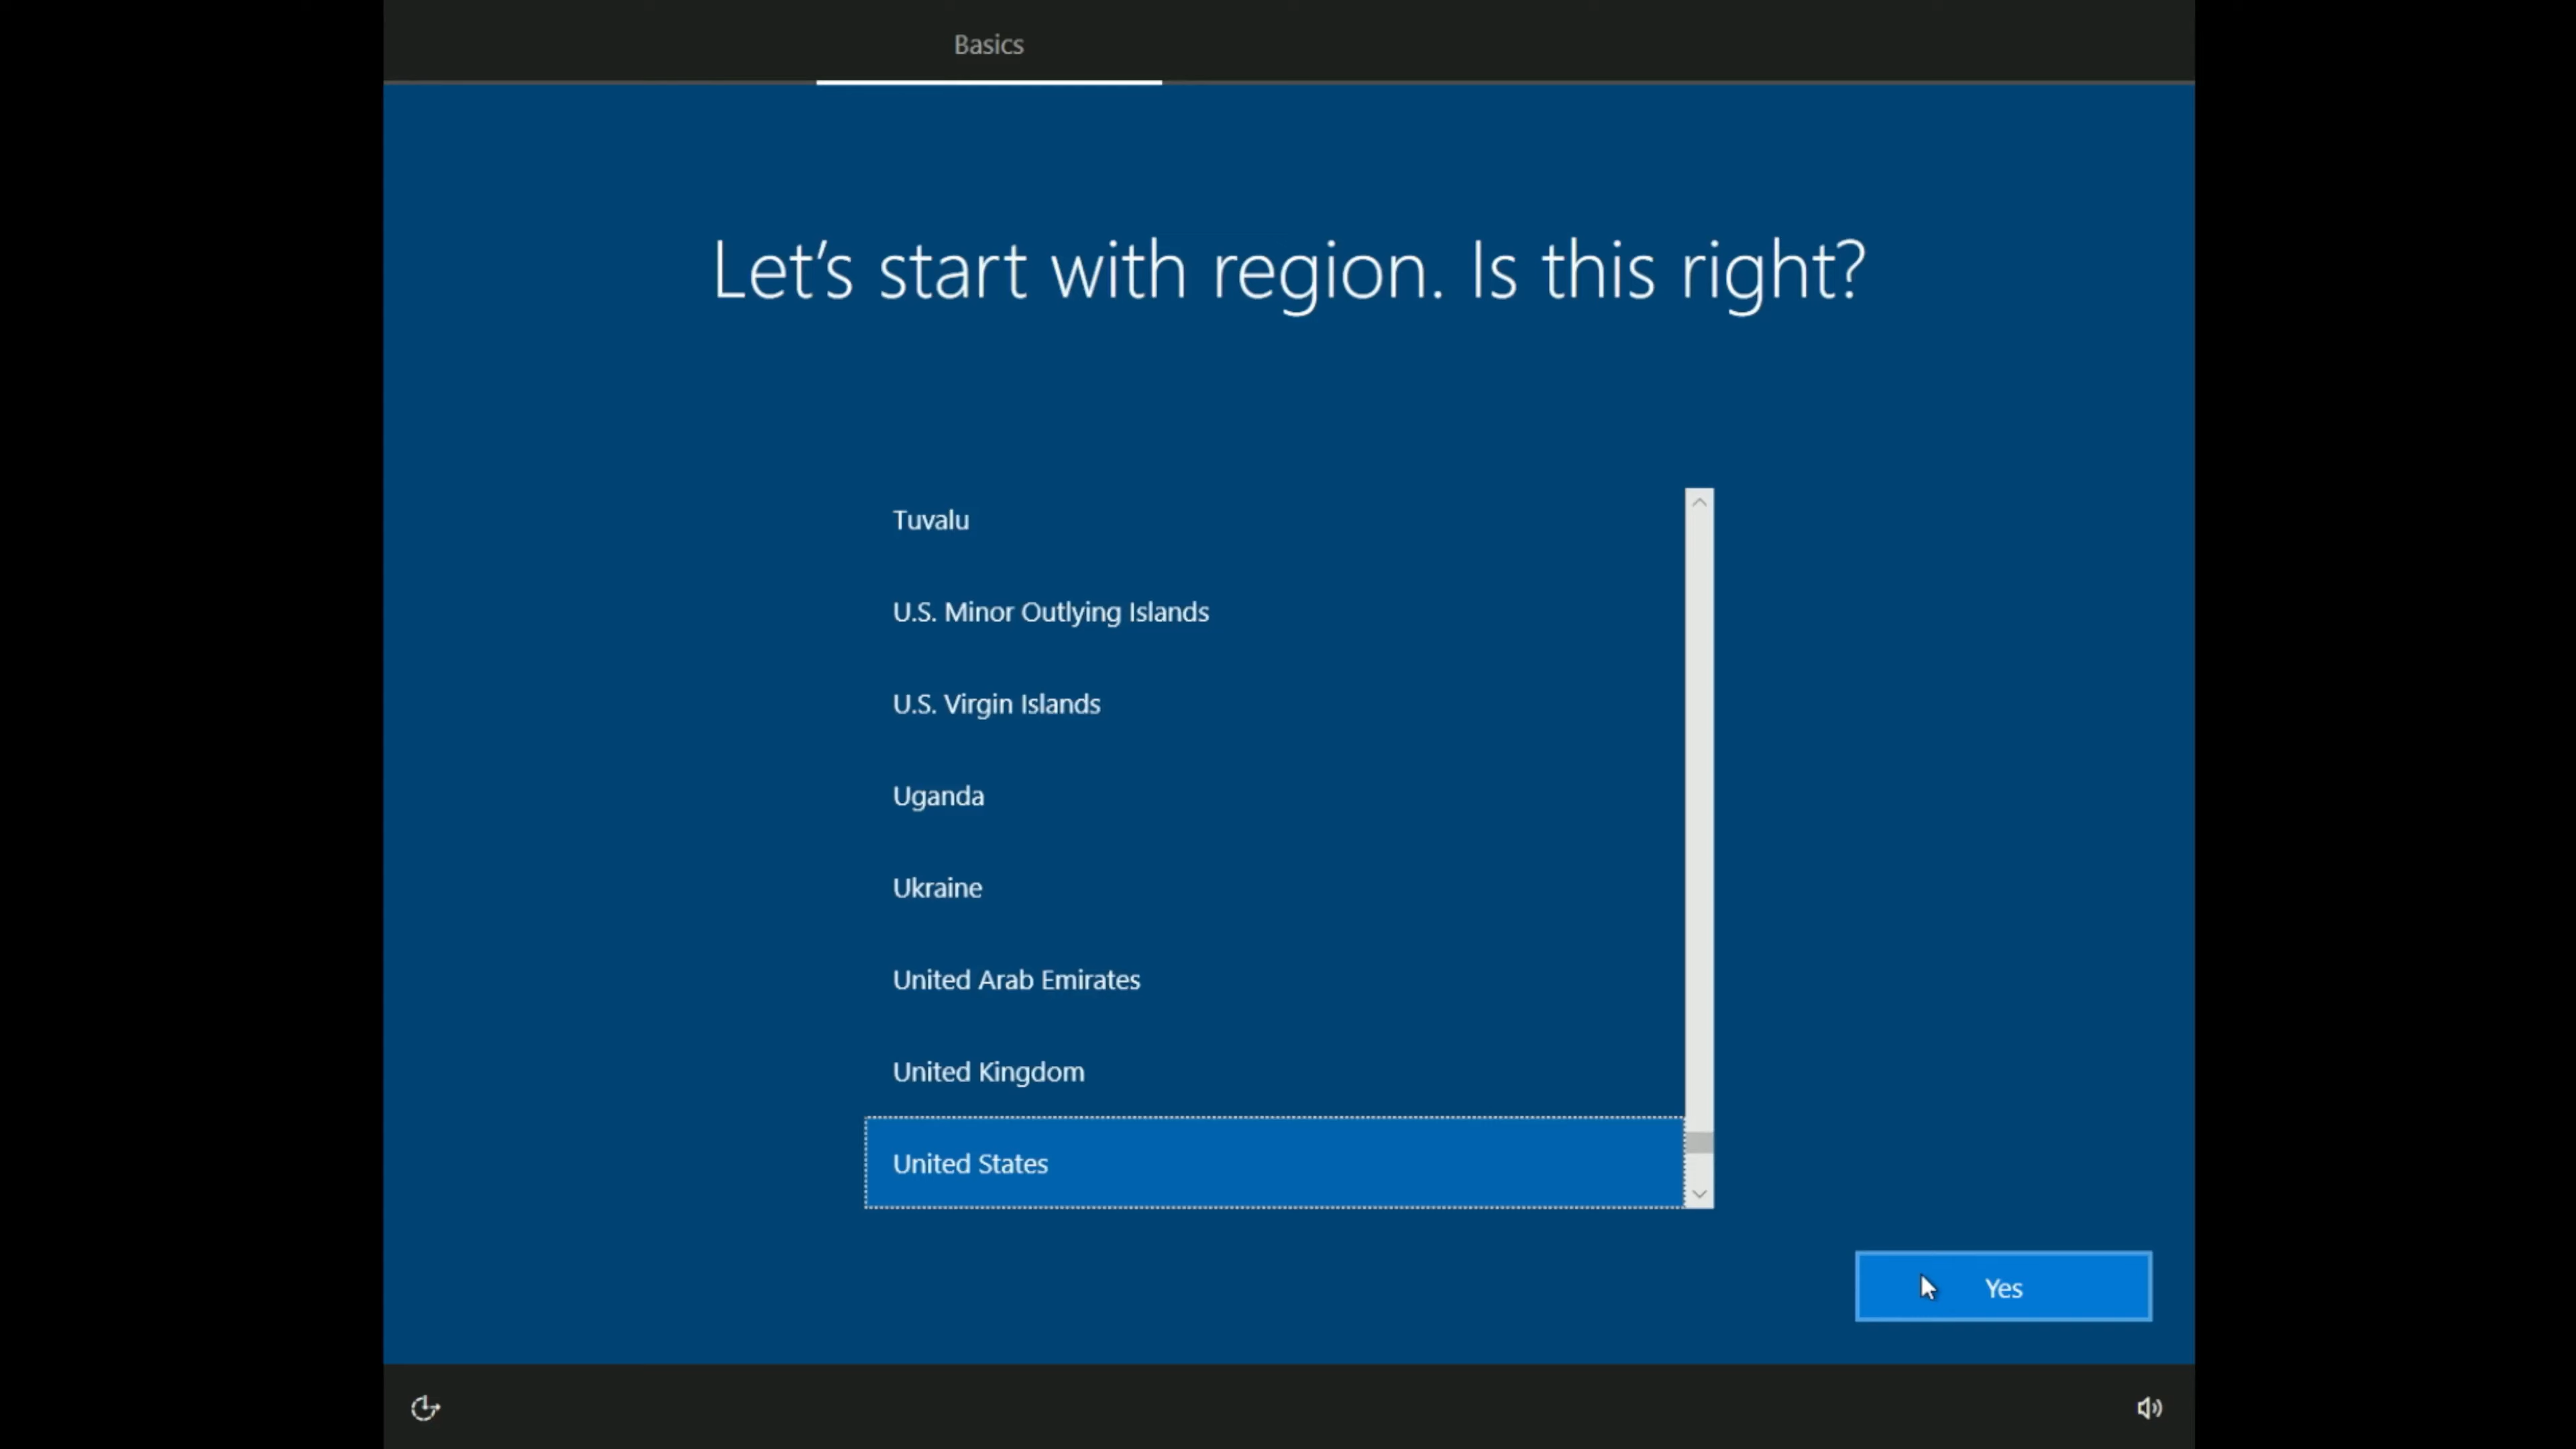 Basics
Let’s start with region. Is this right?
Tuvalu
U.S. Minor Outlying Islands
U.S. Virgin Islands
Uganda
Ukraine
United Arab Emirates
United Kingdom
United States
Yes